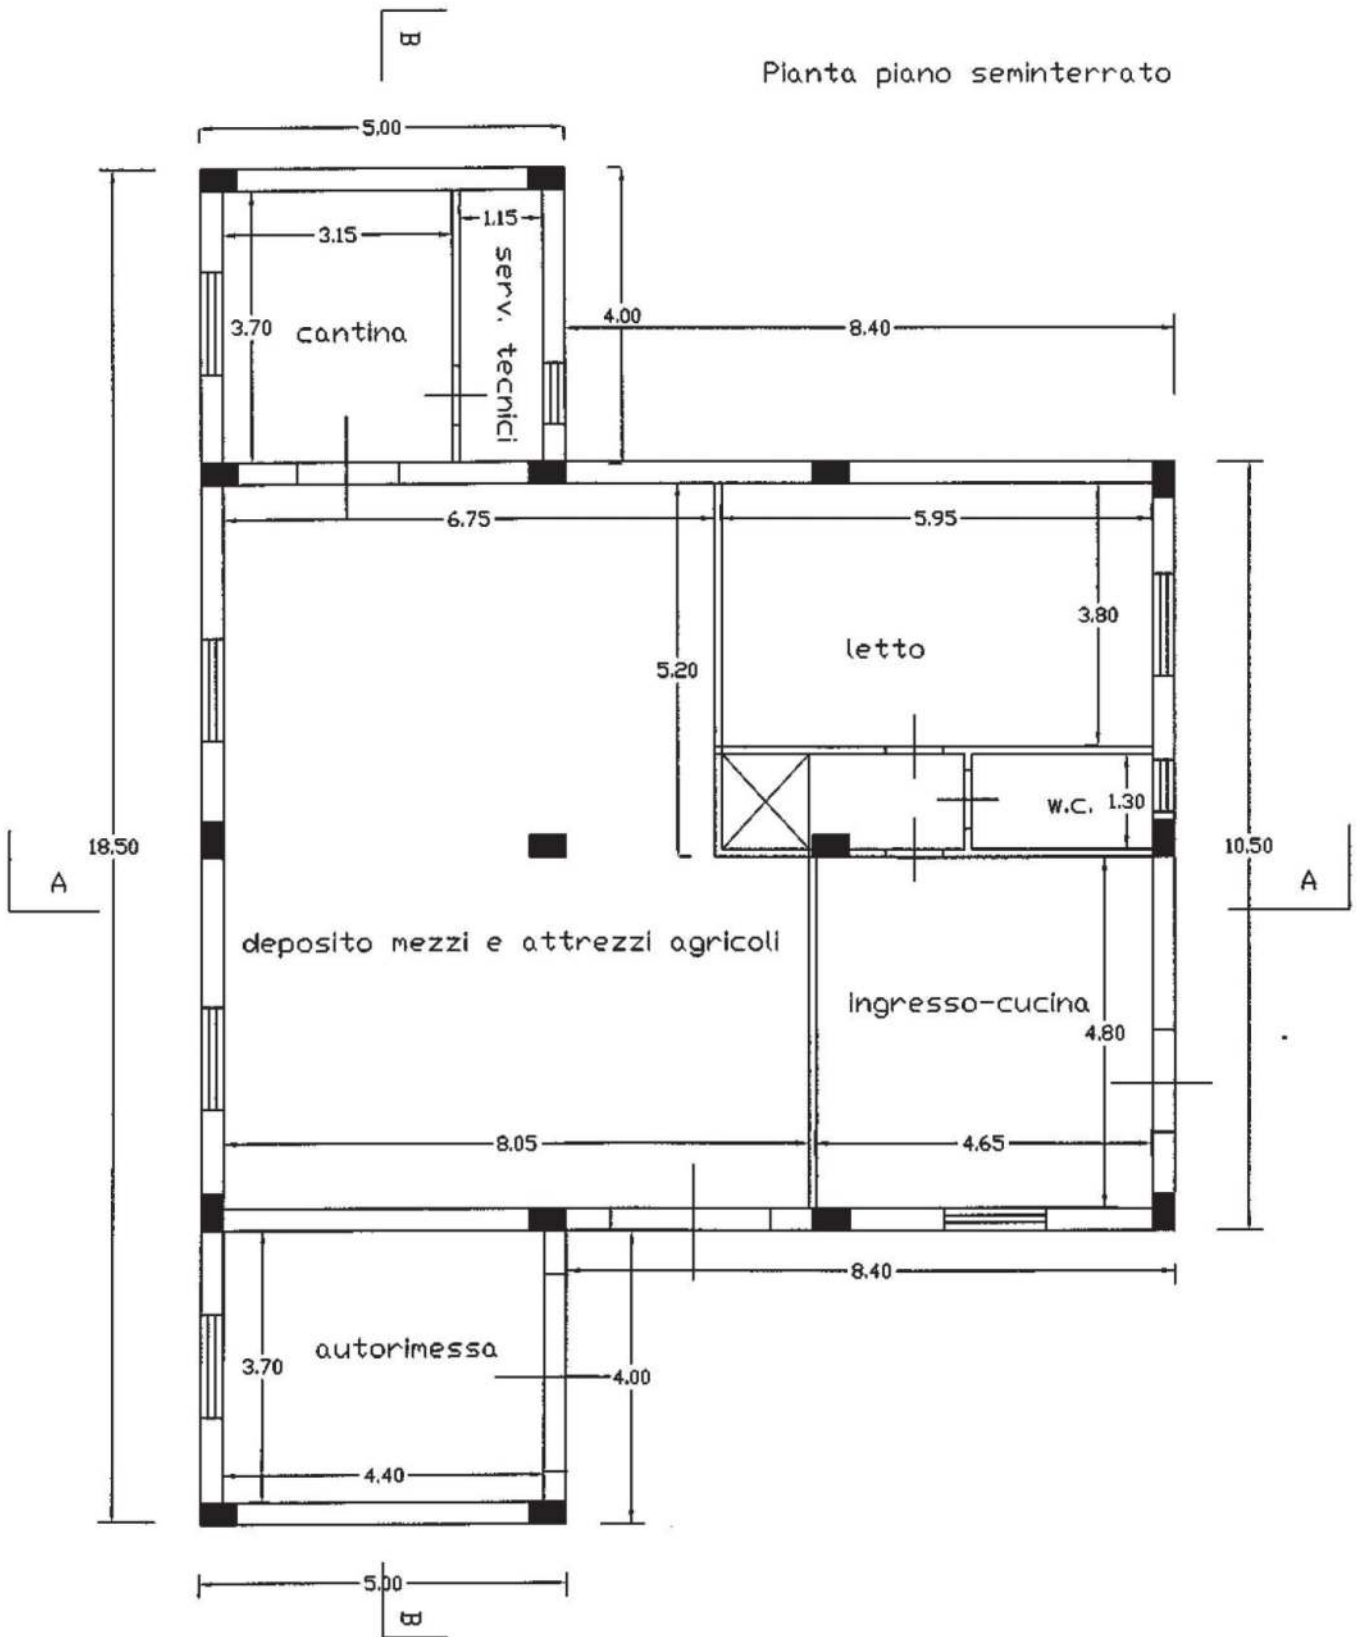 B
Pianta piano seminterrato
5.00
1.15
3.15
serv. tecnici
4.00
3.70
cantina
8.40
6.75
5.95
3.80
letto
5.20
w.c.
1.30
18.50
10.50
A
A
deposito mezzi e attrezzi agricoli
ingresso-cucina
4.80
8.05
4.65
8.40
autorimessa
3.70
4.00
4.40
5.00
B